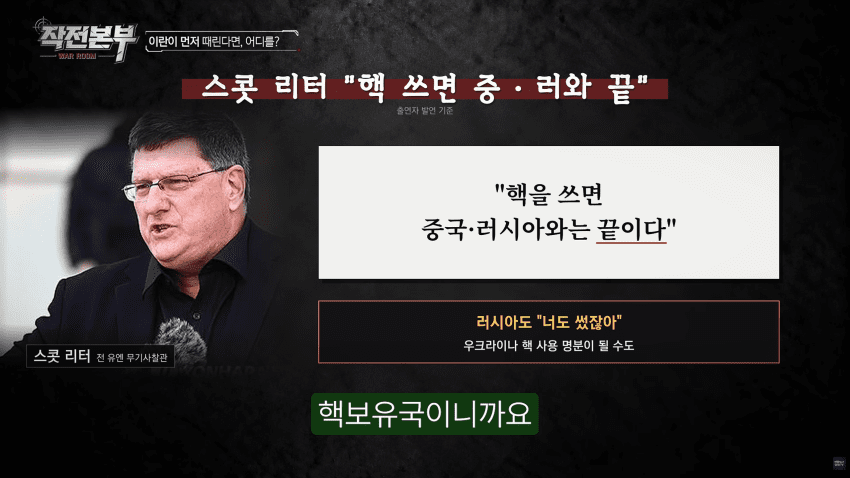 작전본부
WAR ROOM
이란이 먼저 때린다면, 어디를?
스콧 리터 "핵 쓰면 중·러와 끝"
출연자 발언 기준
"핵을 쓰면
중국·러시아와는 끝이다"
러시아도 "너도 썼잖아"
우크라이나 핵 사용 명분이 될 수도
스콧 리터 전 유엔 무기사찰관
핵보유국이니까요